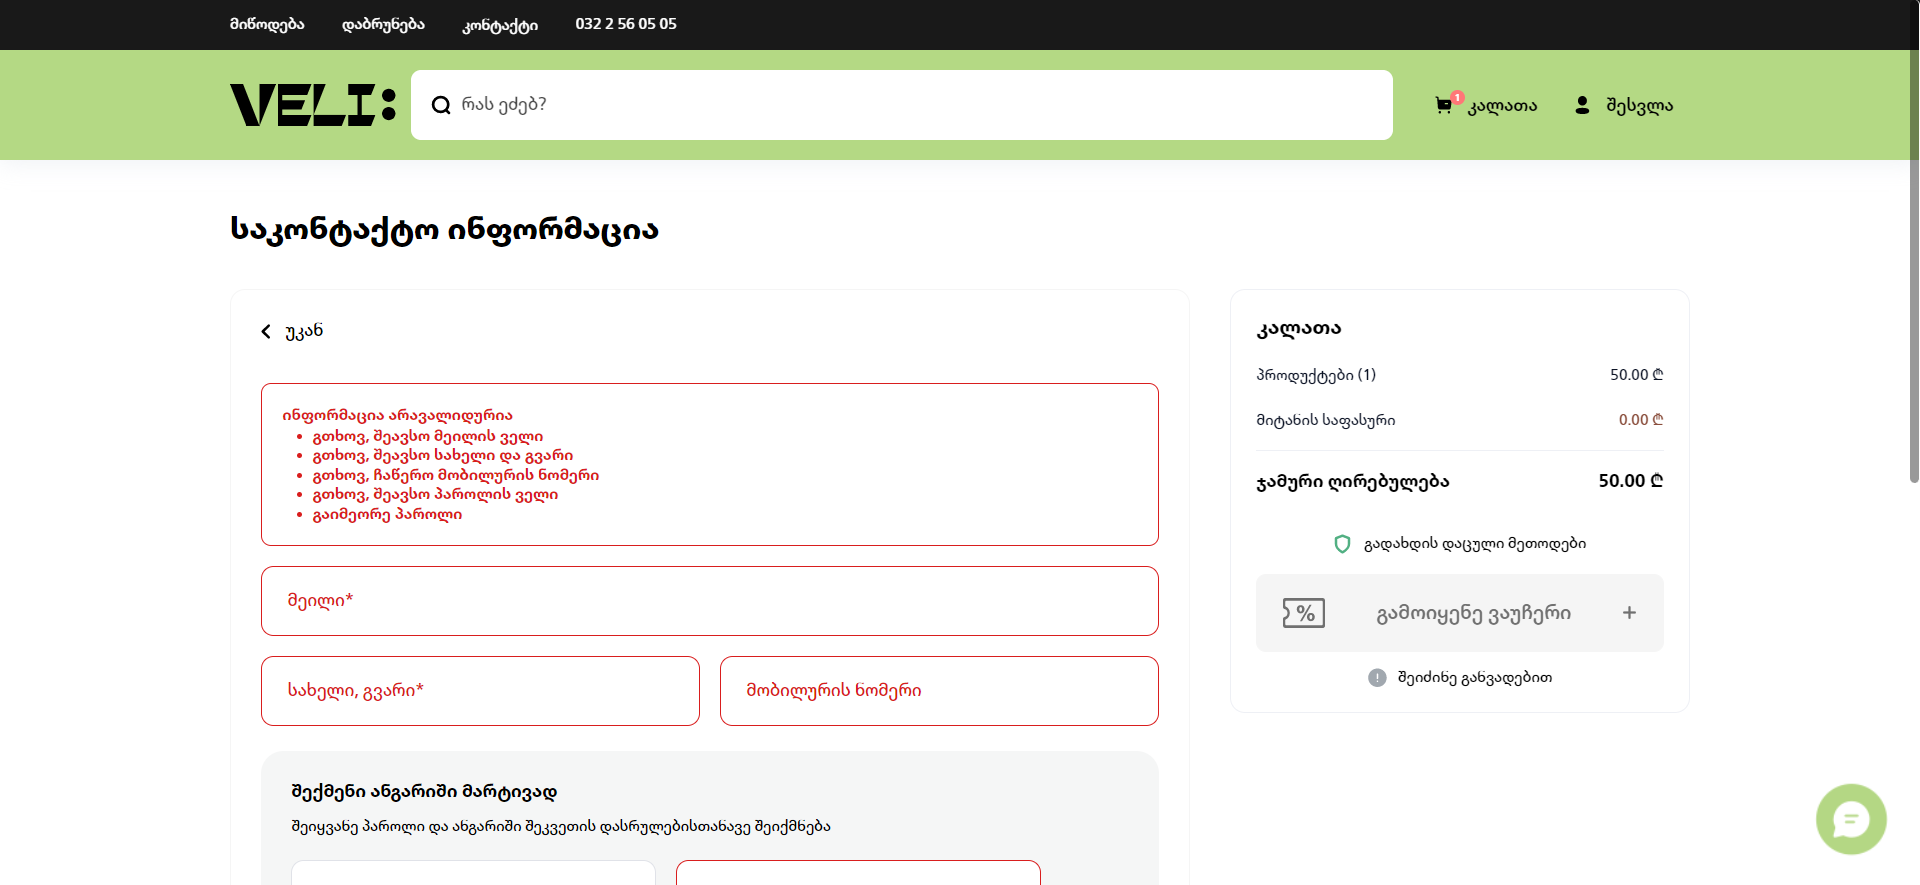 მიწოდება დაბრუნება კონტაქტი 032 2 56 05 05
VELI:
რას ეძებ?
1
კალათა
შესვლა
საკონტაქტო ინფორმაცია
უკან
ინფორმაცია არავალიდურია
გთხოვ, შეავსო მეილის ველი
გთხოვ, შეავსო სახელი და გვარი
გთხოვ, ჩაწერო მობილურის ნომერი
გთხოვ, შეავსო პაროლის ველი
გაიმეორე პაროლი
მეილი*
სახელი, გვარი*
მობილურის ნომერი
შექმენი ანგარიში მარტივად
შეიყვანე პაროლი და ანგარიში შეკვეთის დასრულებისთანავე შეიქმნება
კალათა
პროდუქტები (1) 50.00 ₾
მიტანის საფასური 0.00 ₾
ჯამური ღირებულება 50.00 ₾
გადახდის დაცული მეთოდები
% გამოიყენე ვაუჩერი +
! შეიძინე განვადებით